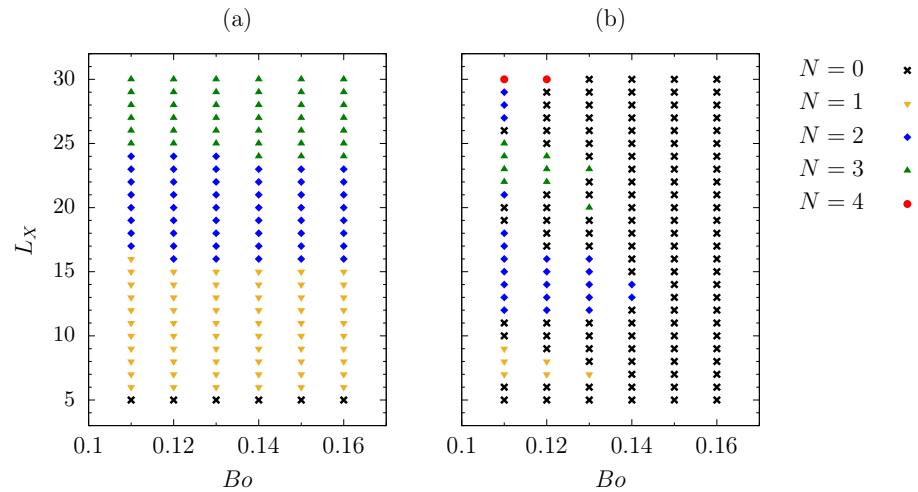 (a)
(b)
30
25
20
15
10
5
L_X
0.1
0.12
0.14
0.16
Bo
0.1
0.12
0.14
0.16
Bo
N = 0
N = 1
N = 2
N = 3
N = 4